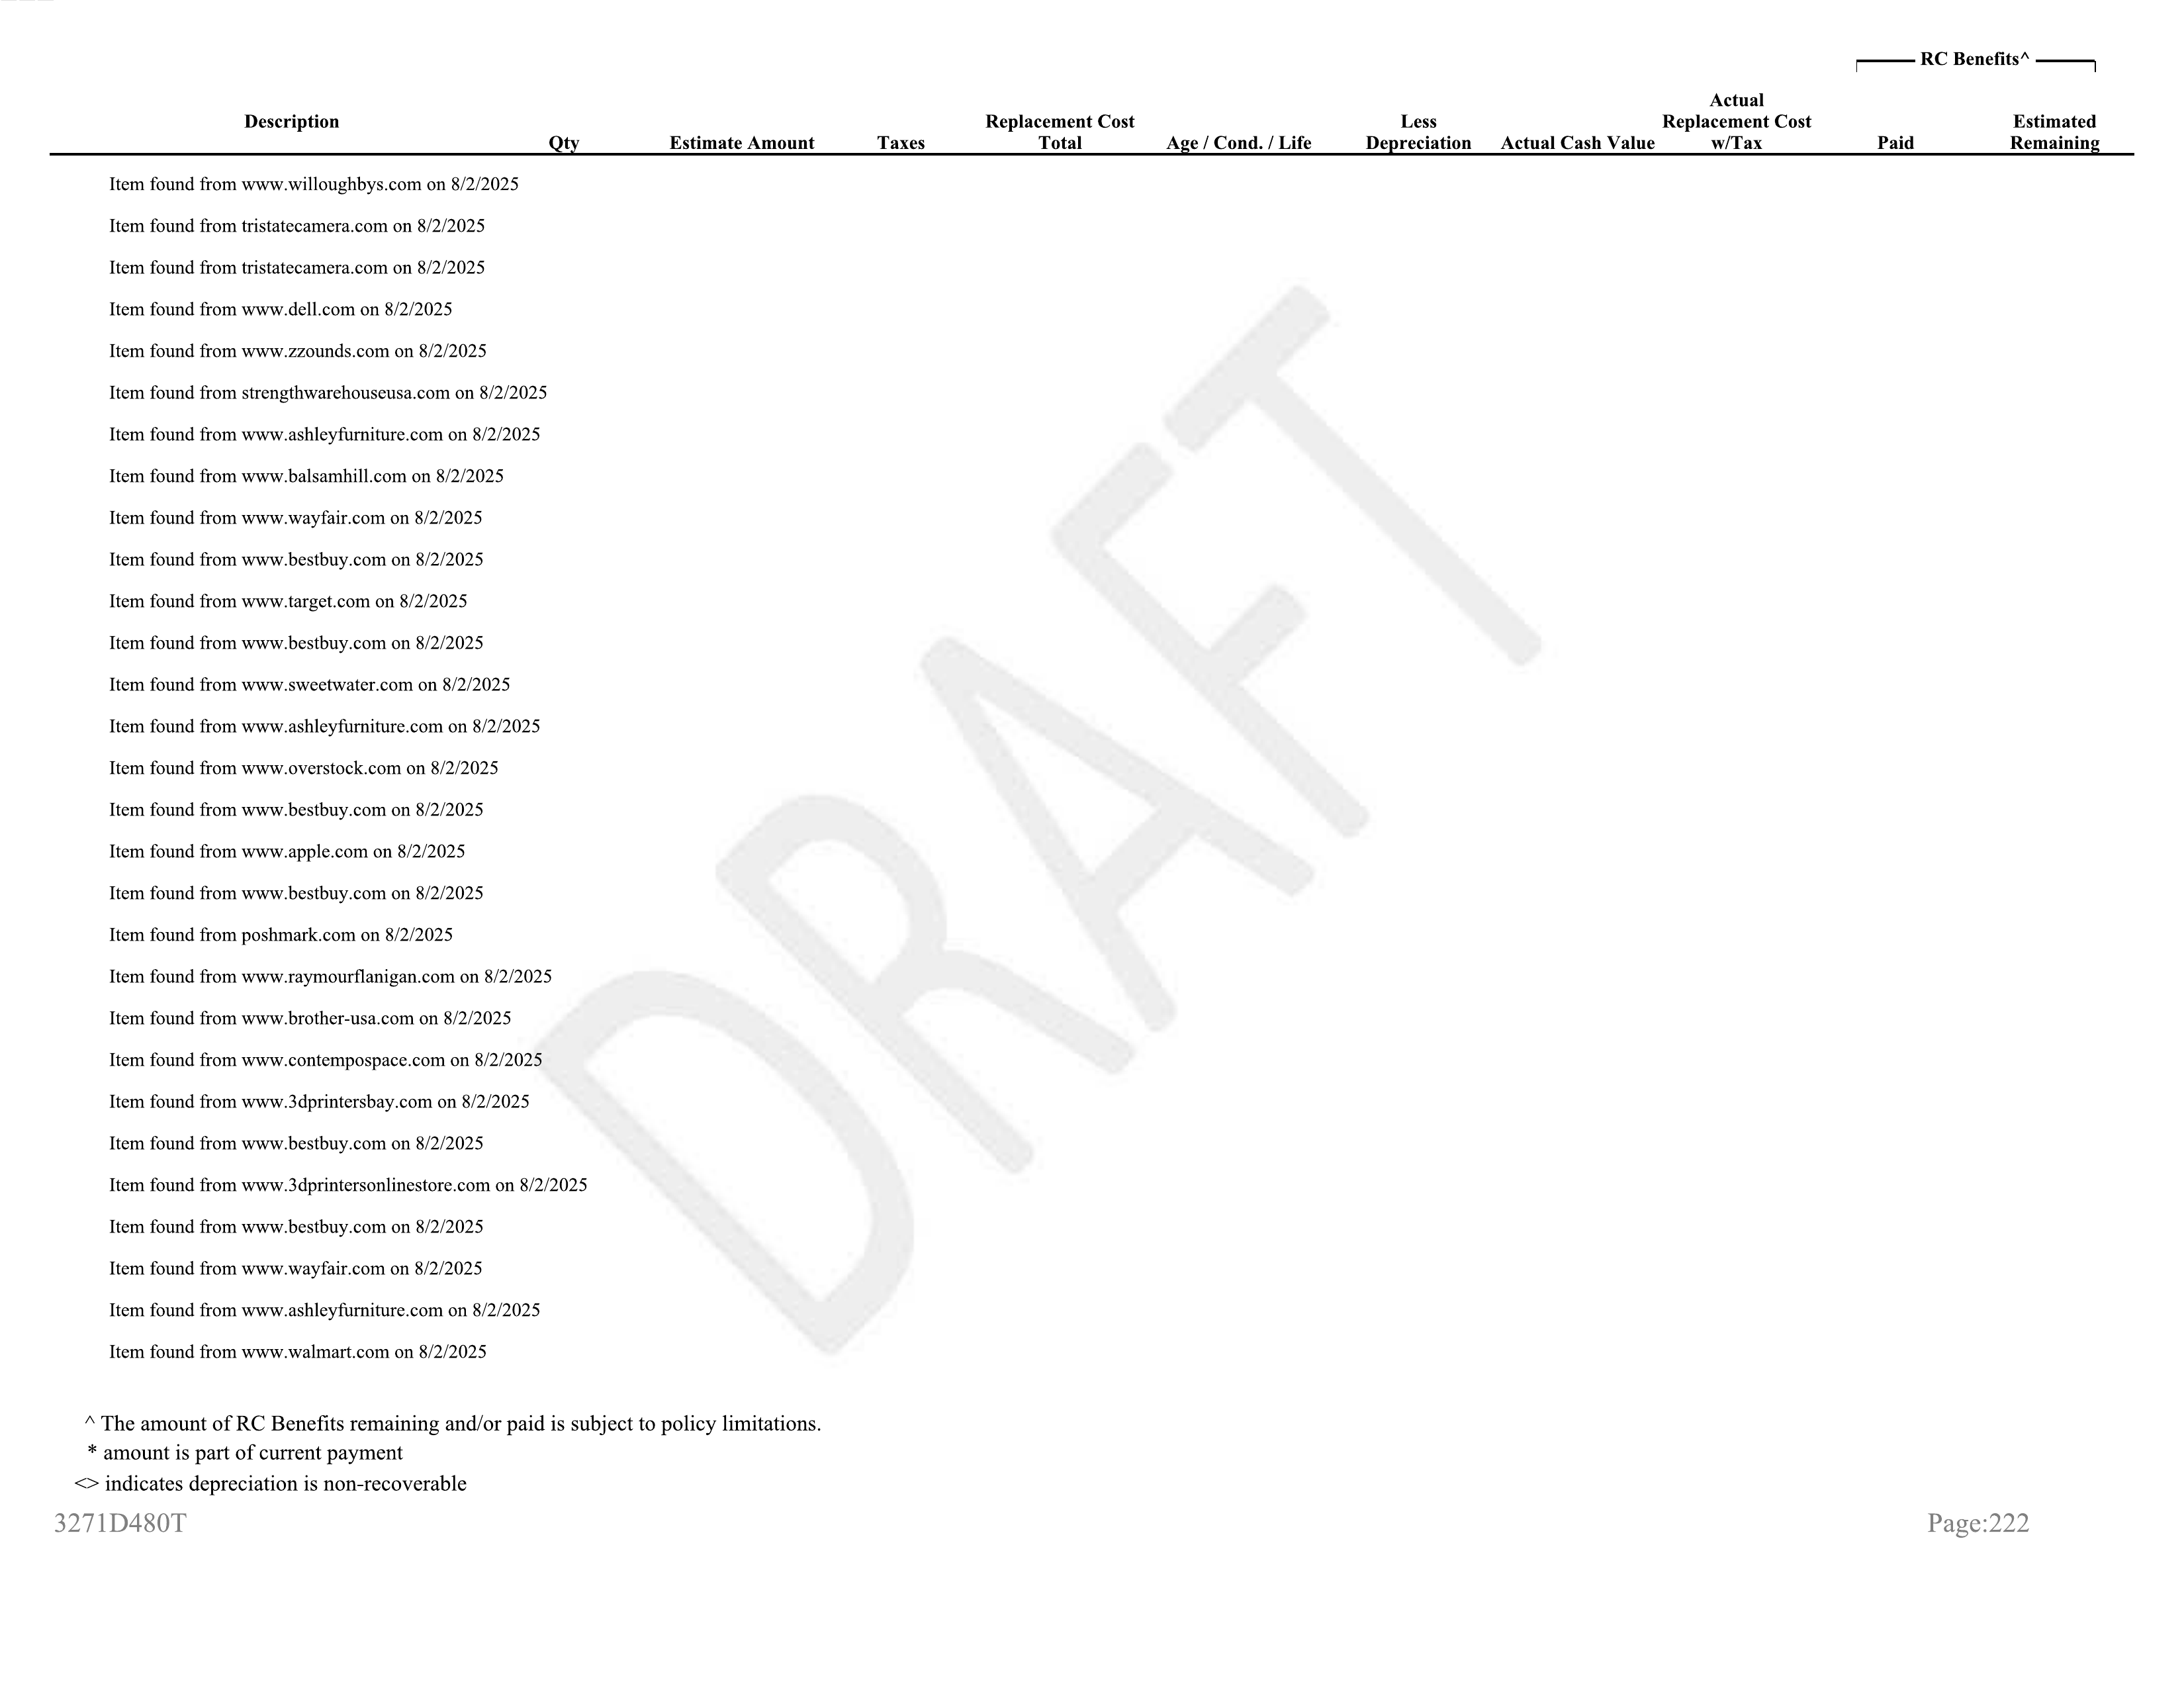 RC Benefits^
Description Qty Estimate Amount Taxes Replacement Cost Total Age / Cond. / Life Less Depreciation Actual Cash Value Actual Replacement Cost w/Tax Paid Estimated Remaining
Item found from www.willoughbys.com on 8/2/2025
Item found from tristatecamera.com on 8/2/2025
Item found from tristatecamera.com on 8/2/2025
Item found from www.dell.com on 8/2/2025
Item found from www.zzounds.com on 8/2/2025
Item found from strengthwarehouseusa.com on 8/2/2025
Item found from www.ashleyfurniture.com on 8/2/2025
Item found from www.balsamhill.com on 8/2/2025
Item found from www.wayfair.com on 8/2/2025
Item found from www.bestbuy.com on 8/2/2025
Item found from www.target.com on 8/2/2025
Item found from www.bestbuy.com on 8/2/2025
Item found from www.sweetwater.com on 8/2/2025
Item found from www.ashleyfurniture.com on 8/2/2025
Item found from www.overstock.com on 8/2/2025
Item found from www.bestbuy.com on 8/2/2025
Item found from www.apple.com on 8/2/2025
Item found from www.bestbuy.com on 8/2/2025
Item found from poshmark.com on 8/2/2025
Item found from www.raymourflanigan.com on 8/2/2025
Item found from www.brother-usa.com on 8/2/2025
Item found from www.contempospace.com on 8/2/2025
Item found from www.3dprintersbay.com on 8/2/2025
Item found from www.bestbuy.com on 8/2/2025
Item found from www.3dprintersonlinestore.com on 8/2/2025
Item found from www.bestbuy.com on 8/2/2025
Item found from www.wayfair.com on 8/2/2025
Item found from www.ashleyfurniture.com on 8/2/2025
Item found from www.walmart.com on 8/2/2025
DRAFT
^ The amount of RC Benefits remaining and/or paid is subject to policy limitations.
* amount is part of current payment
<> indicates depreciation is non-recoverable
3271D480T
Page:222